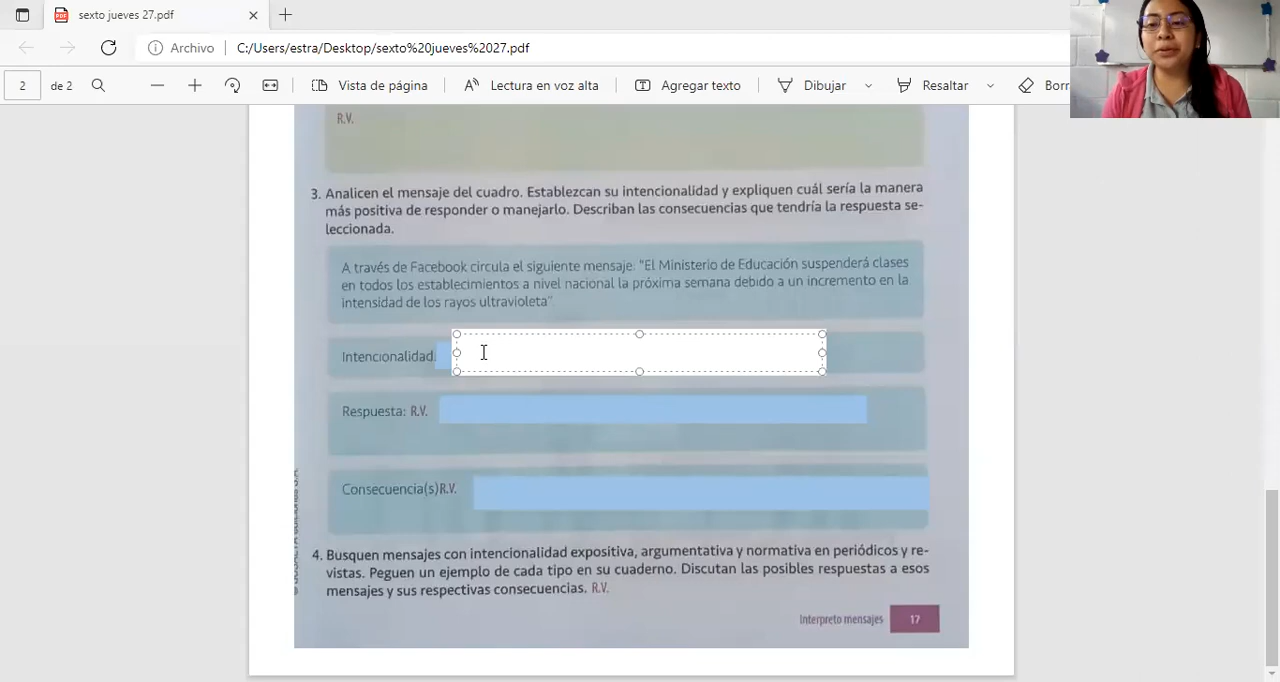 sexto jueves 27.pdf
Archivo
C:/Users/estra/Desktop/sexto%20jueves%2027.pdf
2
de 2
Vista de página
Lectura en voz alta
Agregar texto
Dibujar
Resaltar
Borr
R.V.
3. Analicen el mensaje del cuadro. Establezcan su intencionalidad y expliquen cuál sería la manera
más positiva de responder o manejarlo. Describan las consecuencias que tendría la respuesta se-
leccionada.
A través de Facebook circula el siguiente mensaje: "El Ministerio de Educación suspenderá clases
en todos los establecimientos a nivel nacional la próxima semana debido a un incremento en la
intensidad de los rayos ultravioleta"
Intencionalidad:
Respuesta: R.V.
Consecuencia(s)R.V.
4. Busquen mensajes con intencionalidad expositiva, argumentativa y normativa en periódicos y re-
vistas. Peguen un ejemplo de cada tipo en su cuaderno. Discutan las posibles respuestas a esos
mensajes y sus respectivas consecuencias. R.V.
Interpreto mensajes
17